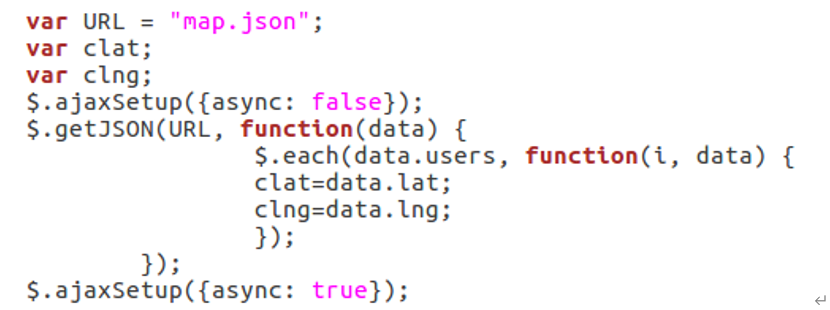 var URL = "map.json";
var clat;
var clng;
$.ajaxSetup({async: false});
$.getJSON(URL, function(data) {
$.each(data.users, function(i, data) {
clat=data.lat;
clng=data.lng;
});
});
$.ajaxSetup({async: true});